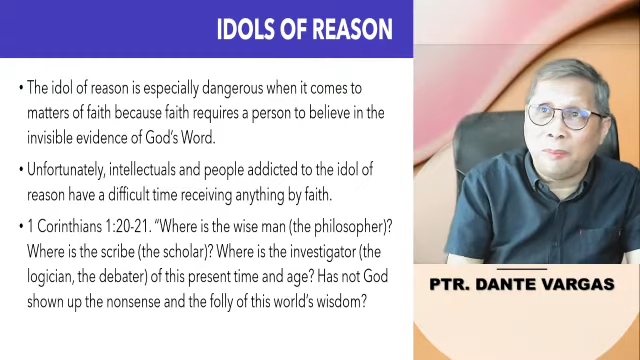 IDOLS OF REASON
• The idol of reason is especially dangerous when it comes to
matters of faith because faith requires a person to believe in the
invisible evidence of God's Word.
• Unfortunately, intellectuals and people addicted to the idol of
reason have a difficult time receiving anything by faith.
• 1 Corinthians 1:20-21. "Where is the wise man (the philosopher)?
Where is the scribe (the scholar)? Where is the investigator (the
logician, the debater) of this present time and age? Has not God
shown up the nonsense and the folly of this world's wisdom?
PTR. DANTE VARGAS